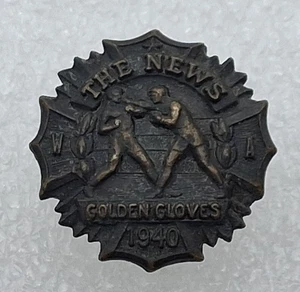 THE NEWS
W A
GOLDEN GLOVES
1940